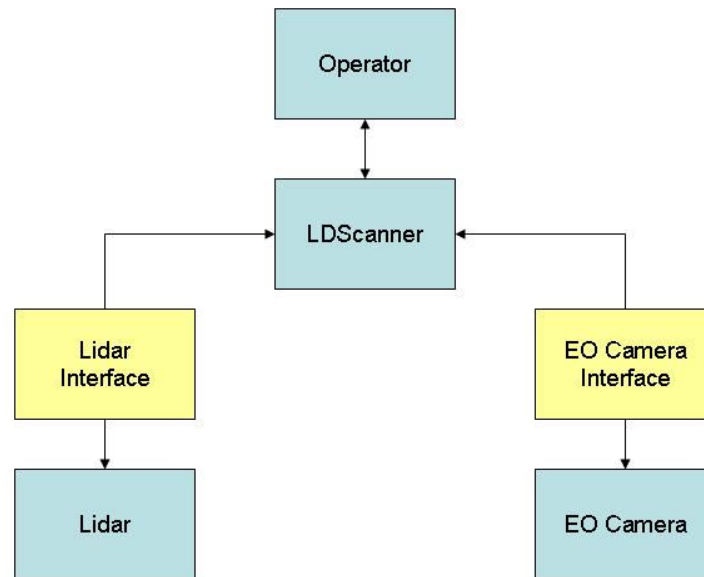 Operator
LDScanner
Lidar
Interface
EO Camera
Interface
Lidar
EO Camera